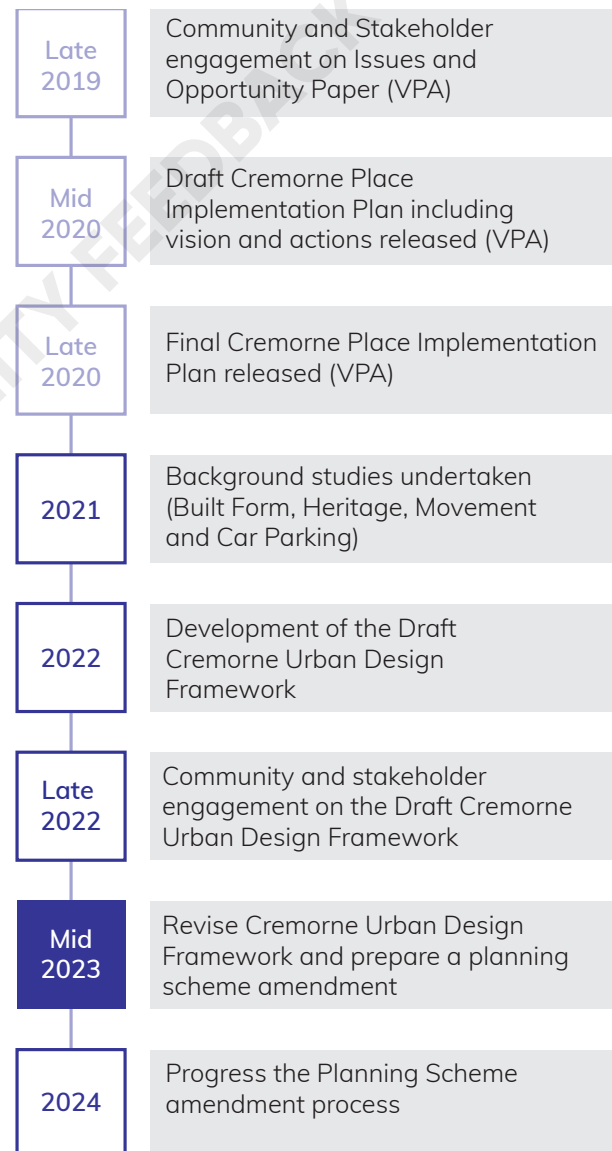 Late
2019
Community and Stakeholder
engagement on Issues and
Opportunity Paper (VPA)
Mid
2020
Draft Cremorne Place
Implementation Plan including
vision and actions released (VPA)
Late
2020
Final Cremorne Place Implementation
Plan released (VPA)
2021
Background studies undertaken
(Built Form, Heritage, Movement
and Car Parking)
2022
Development of the Draft
Cremorne Urban Design
Framework
Late
2022
Community and stakeholder
engagement on the Draft Cremorne
Urban Design Framework
Mid
2023
Revise Cremorne Urban Design
Framework and prepare a planning
scheme amendment
2024
Progress the Planning Scheme
amendment process
FEEDBACK